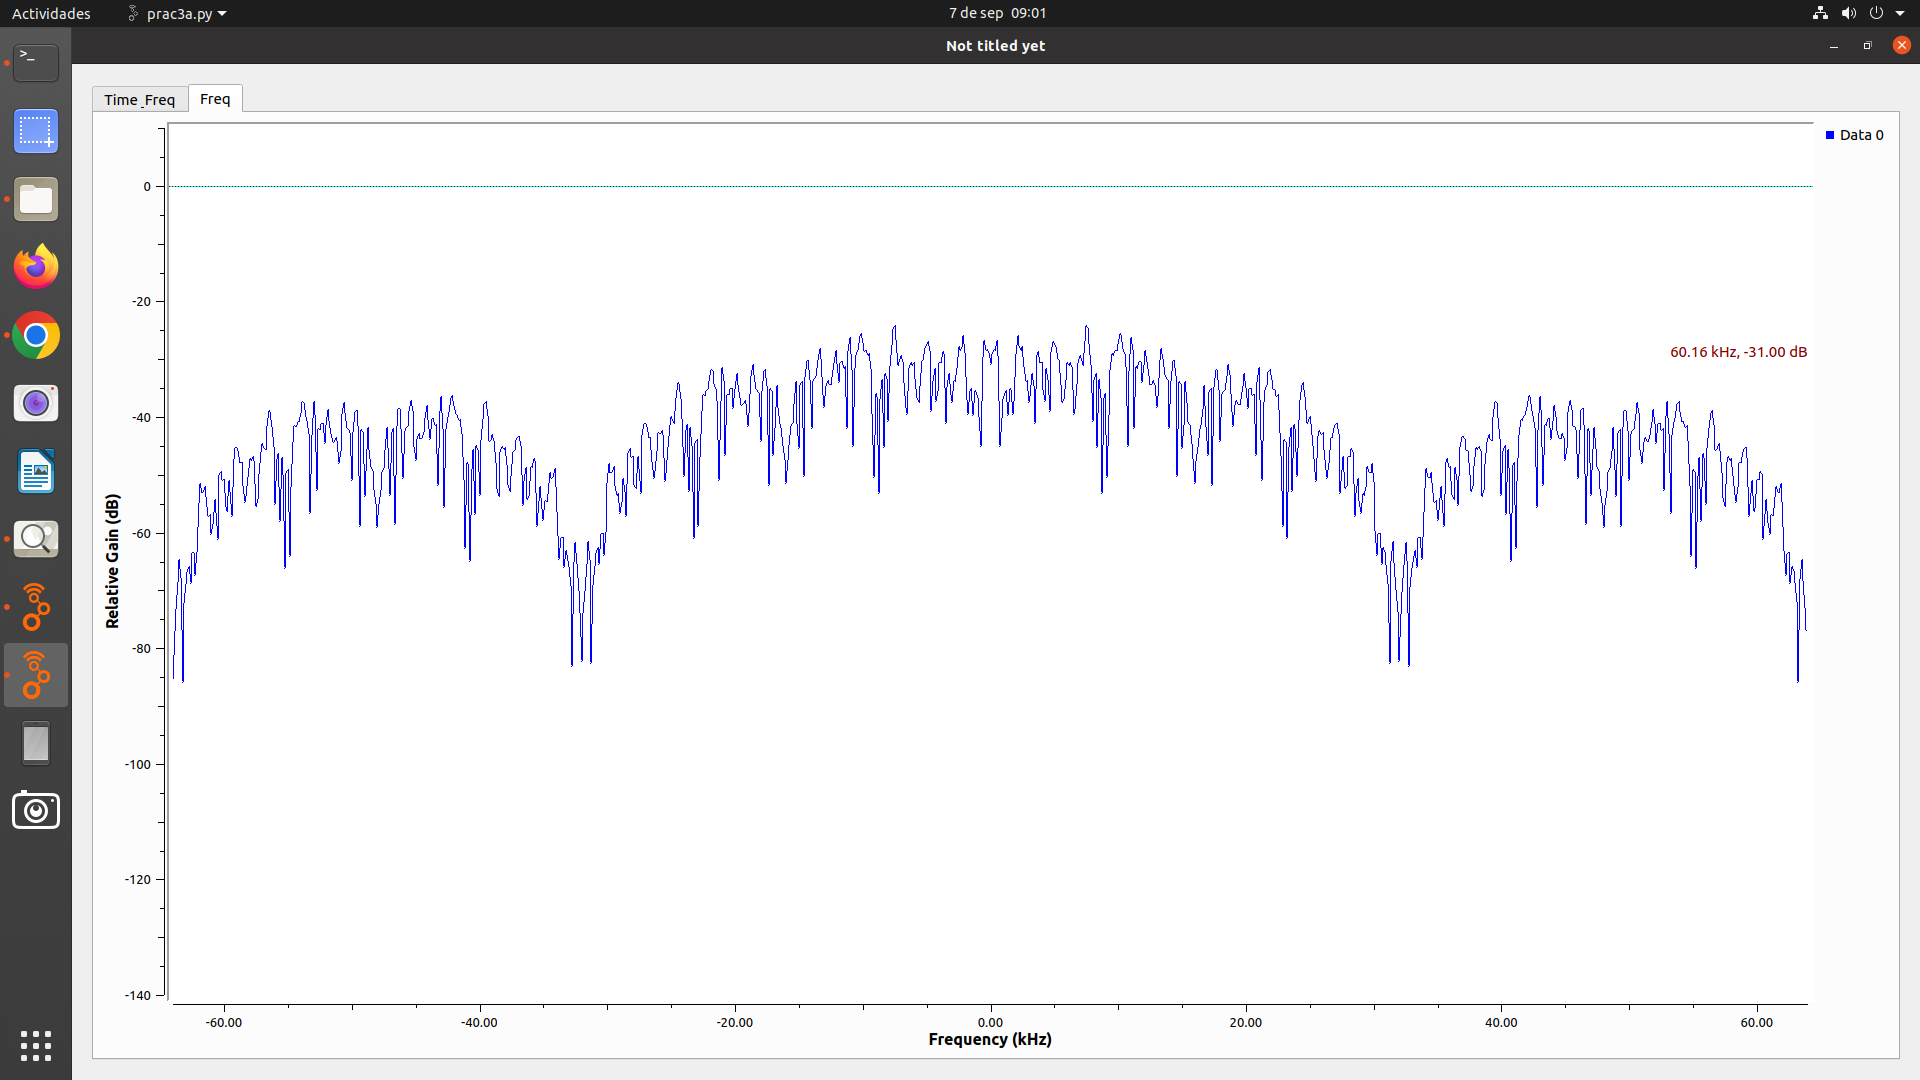 Actividades
prac3a.py
7 de sep 09:01
Not titled yet
>_
Time _Freq
Freq
Data 0
60.16 kHz, -31.00 dB
Relative Gain (dB)
0
-20
-40
-60
-80
-100
-120
-140
-60.00
-40.00
-20.00
0.00
20.00
40.00
60.00
Frequency (kHz)